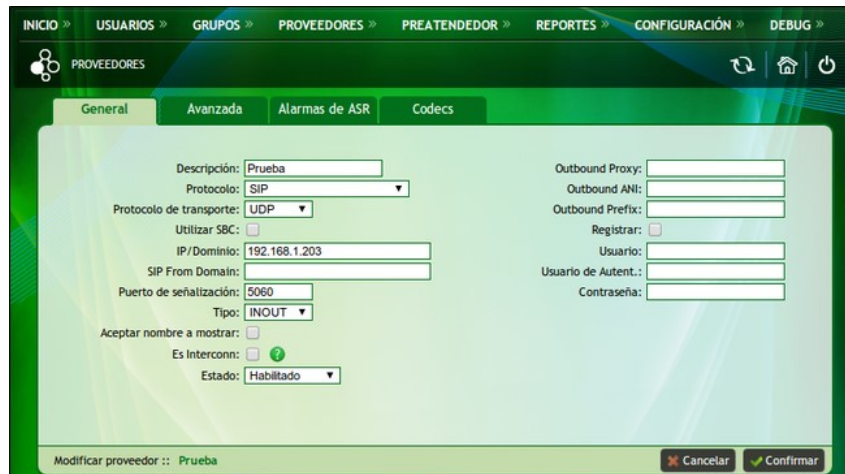 INICIO » USUARIOS » GRUPOS » PROVEEDORES » PREATENDEDOR » REPORTES » CONFIGURACIÓN » DEBUG »
PROVEEDORES
General Avanzada Alarmas de ASR Codecs
Descripción: Prueba
Protocolo: SIP
Protocolo de transporte: UDP
Utilizar SBC:
IP/Dominio: 192.168.1.203
SIP From Domain:
Puerto de señalización: 5060
Tipo: INOUT
Aceptar nombre a mostrar:
Es Interconn: ?
Estado: Habilitado
Outbound Proxy:
Outbound ANI:
Outbound Prefix:
Registrar:
Usuario:
Usuario de Autent.:
Contraseña:
Modificar proveedor :: Prueba
Cancelar Confirmar